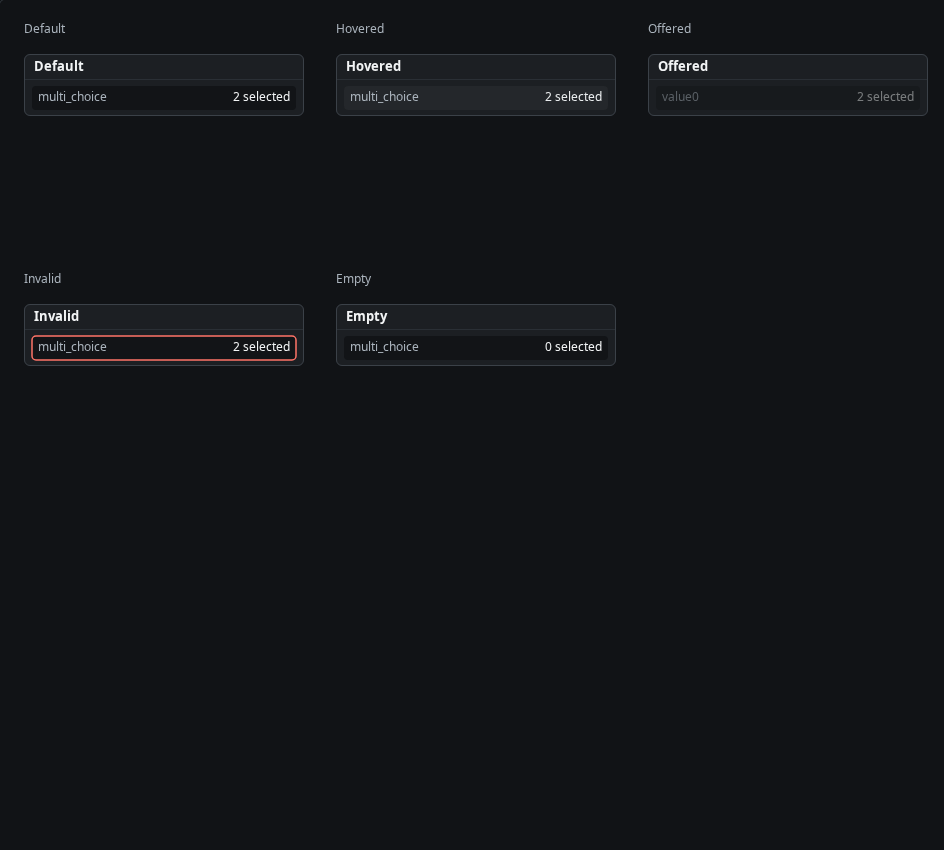 Default
Hovered
Offered
Default
Hovered
Offered
multi_choice 2 selected
multi_choice 2 selected
value0 2 selected
Invalid
Empty
Invalid
Empty
multi_choice 2 selected
multi_choice 0 selected